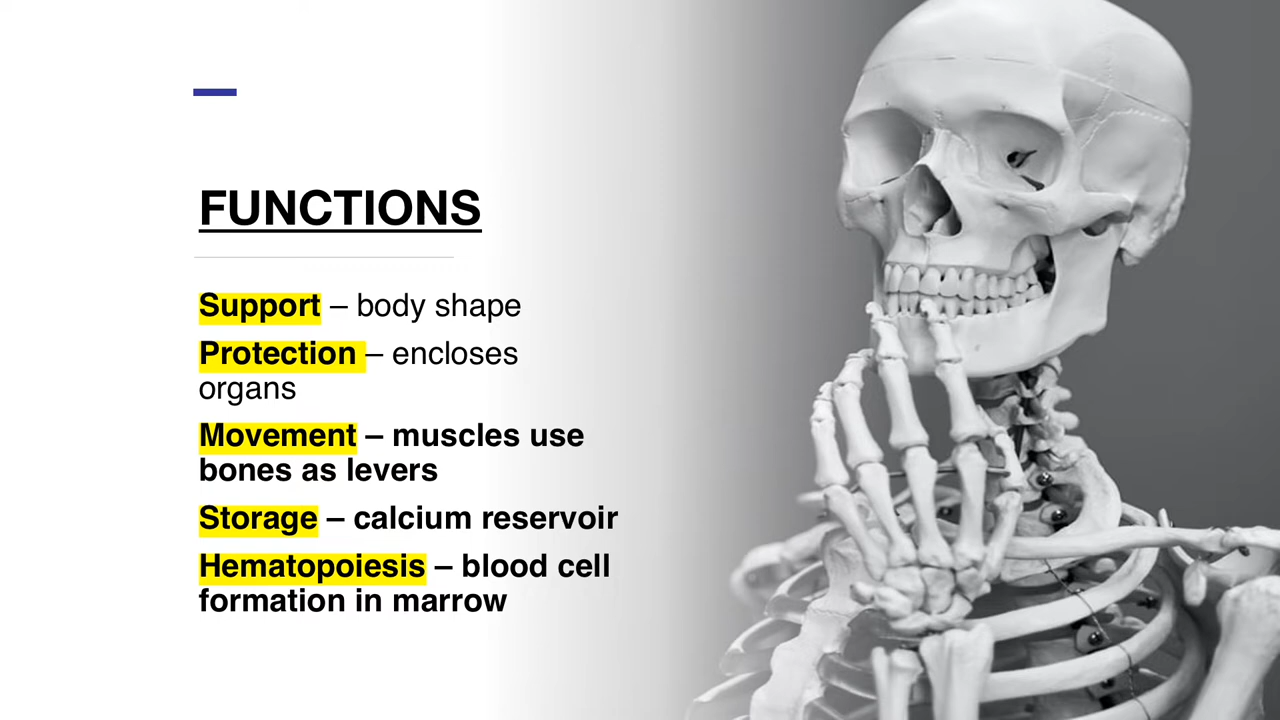 FUNCTIONS
Support – body shape
Protection – encloses
organs
Movement – muscles use
bones as levers
Storage – calcium reservoir
Hematopoiesis – blood cell
formation in marrow